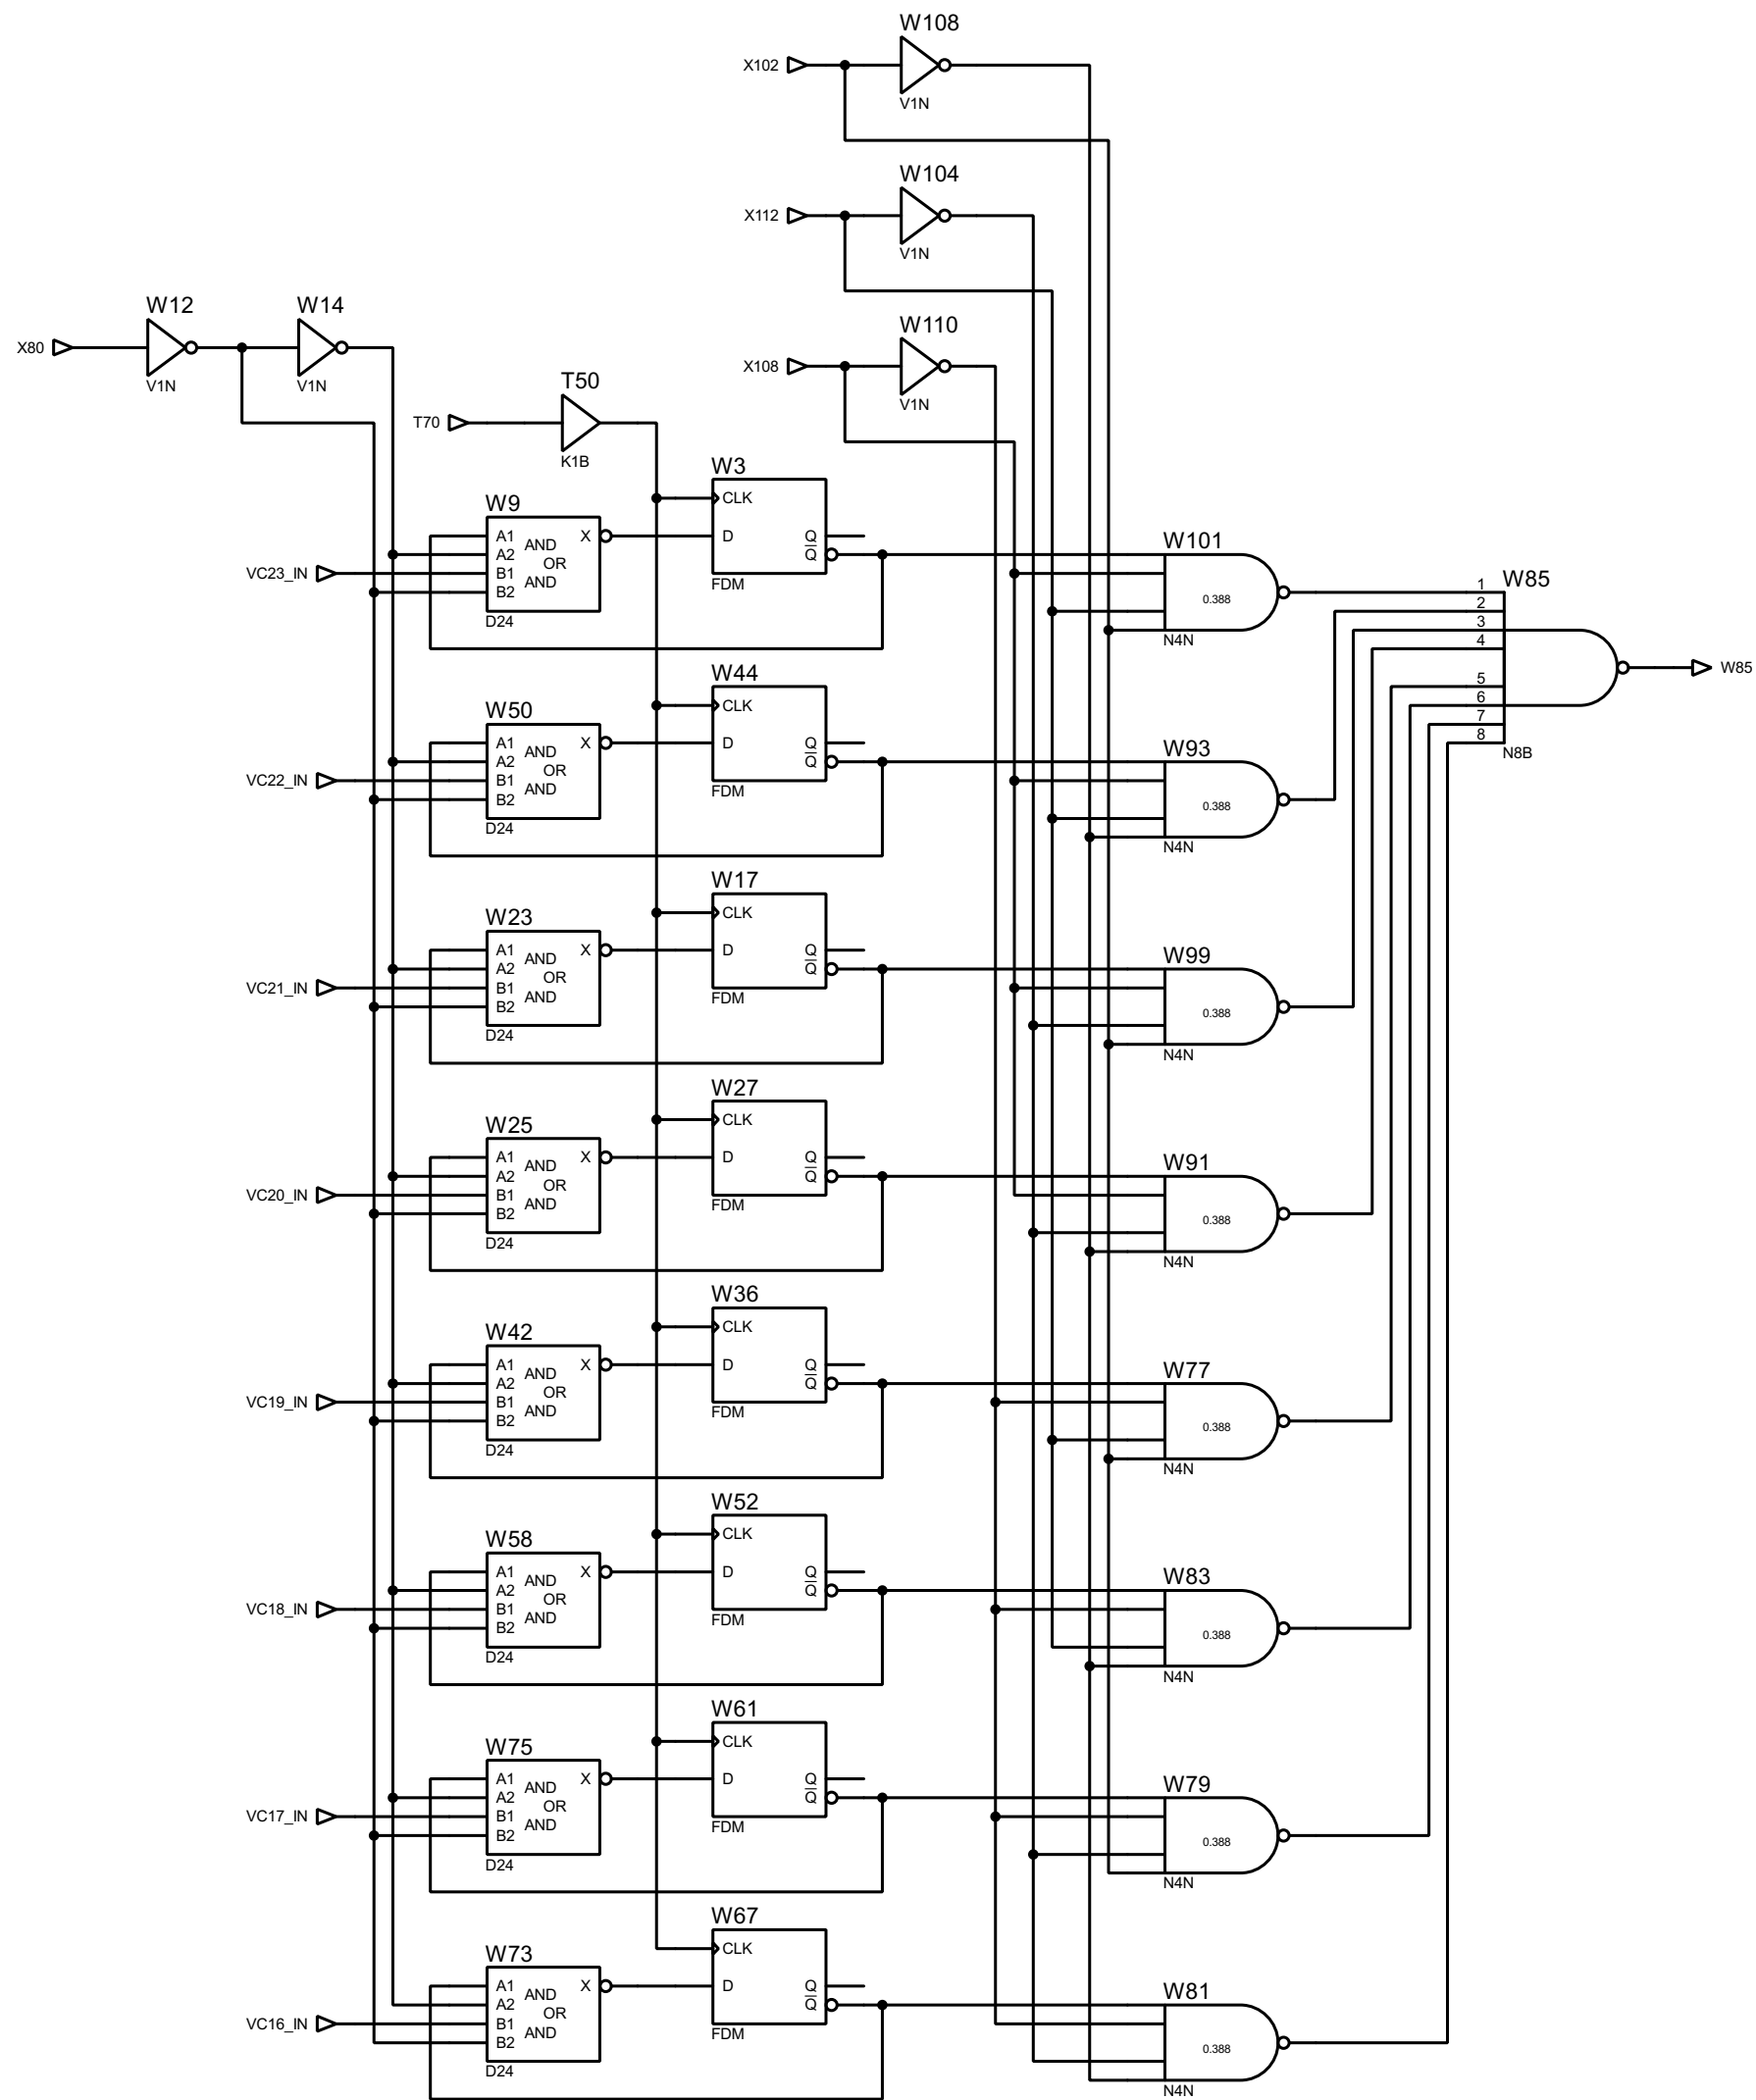 W108
X102
V1N
W104
X112
V1N
W12
W14
W110
X80
X108
V1N
V1N
V1N
T50
T70
K1B
W3
CLK
W9
A1 AND X
D
Q
A2 OR
Q
W101
VC23_IN
B1 AND
B2
FDM
0.388
D24
N4N
W85
1
2
3
4
5
6
7
8
N8B
W85
W44
CLK
W50
A1 AND X
D
Q
A2 OR
Q
W93
VC22_IN
B1 AND
B2
FDM
0.388
D24
N4N
W17
CLK
W23
A1 AND X
D
Q
A2 OR
Q
W99
VC21_IN
B1 AND
B2
FDM
0.388
D24
N4N
W27
CLK
W25
A1 AND X
D
Q
A2 OR
Q
W91
VC20_IN
B1 AND
B2
FDM
0.388
D24
N4N
W36
CLK
W42
A1 AND X
D
Q
A2 OR
Q
W77
VC19_IN
B1 AND
B2
FDM
0.388
D24
N4N
W52
CLK
W58
A1 AND X
D
Q
A2 OR
Q
W83
VC18_IN
B1 AND
B2
FDM
0.388
D24
N4N
W61
CLK
W75
A1 AND X
D
Q
A2 OR
Q
W79
VC17_IN
B1 AND
B2
FDM
0.388
D24
N4N
W67
CLK
W73
A1 AND X
D
Q
A2 OR
Q
W81
VC16_IN
B1 AND
B2
FDM
0.388
D24
N4N